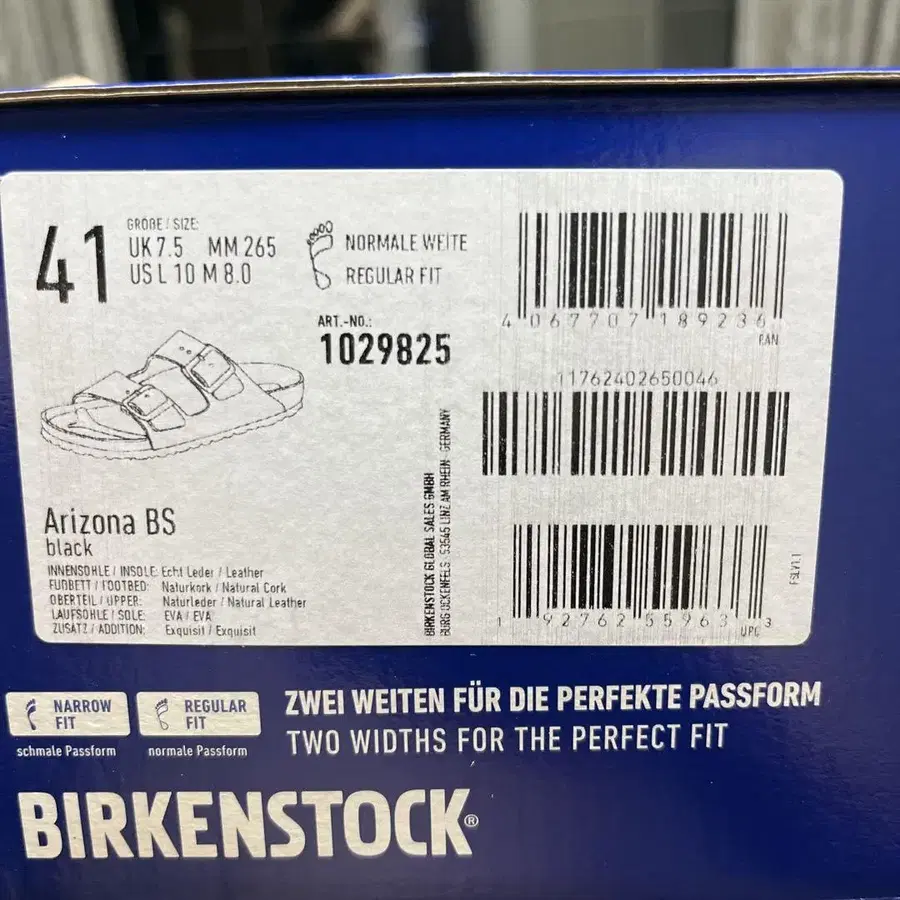 41
GRÖßE / SIZE:
UK 7.5 MM 265
US L 10 M 8.0
NORMALE WEITE
REGULAR FIT
ART.-NO.:
1029825
4 067707 189236
EAN
11762402650046
1 92762 55963 3
UPC
FSLV1.1
Arizona BS
black
INNENSOHLE / INSOLE: Echt Leder / Leather
FUßBETT / FOOTBED: Naturkork / Natural Cork
OBERTEIL / UPPER: Naturleder / Natural Leather
LAUFSOHLE / SOLE: EVA / EVA
ZUSATZ / ADDITION: Exquisit / Exquisit
BIRKENSTOCK GLOBAL SALES GMBH
BURG OCKENFELS · 53545 LINZ AM RHEIN · GERMANY
NARROW
FIT
schmale Passform
REGULAR
FIT
normale Passform
ZWEI WEITEN FÜR DIE PERFEKTE PASSFORM
TWO WIDTHS FOR THE PERFECT FIT
BIRKENSTOCK®